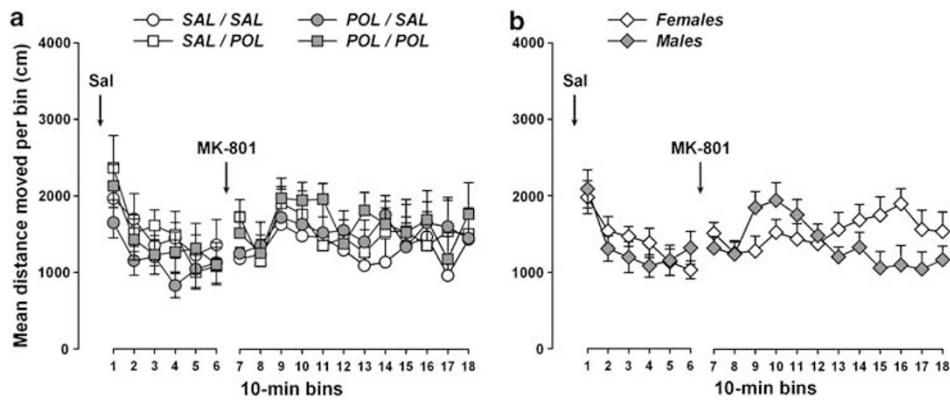 a
SAL / SAL
POL / SAL
SAL / POL
POL / POL
Mean distance moved per bin (cm)
4000
3000
2000
1000
0
Sal
MK-801
1 2 3 4 5 6 7 8 9 10 11 12 13 14 15 16 17 18
10-min bins
b
Females
Males
4000
3000
2000
1000
0
Sal
MK-801
1 2 3 4 5 6 7 8 9 10 11 12 13 14 15 16 17 18
10-min bins